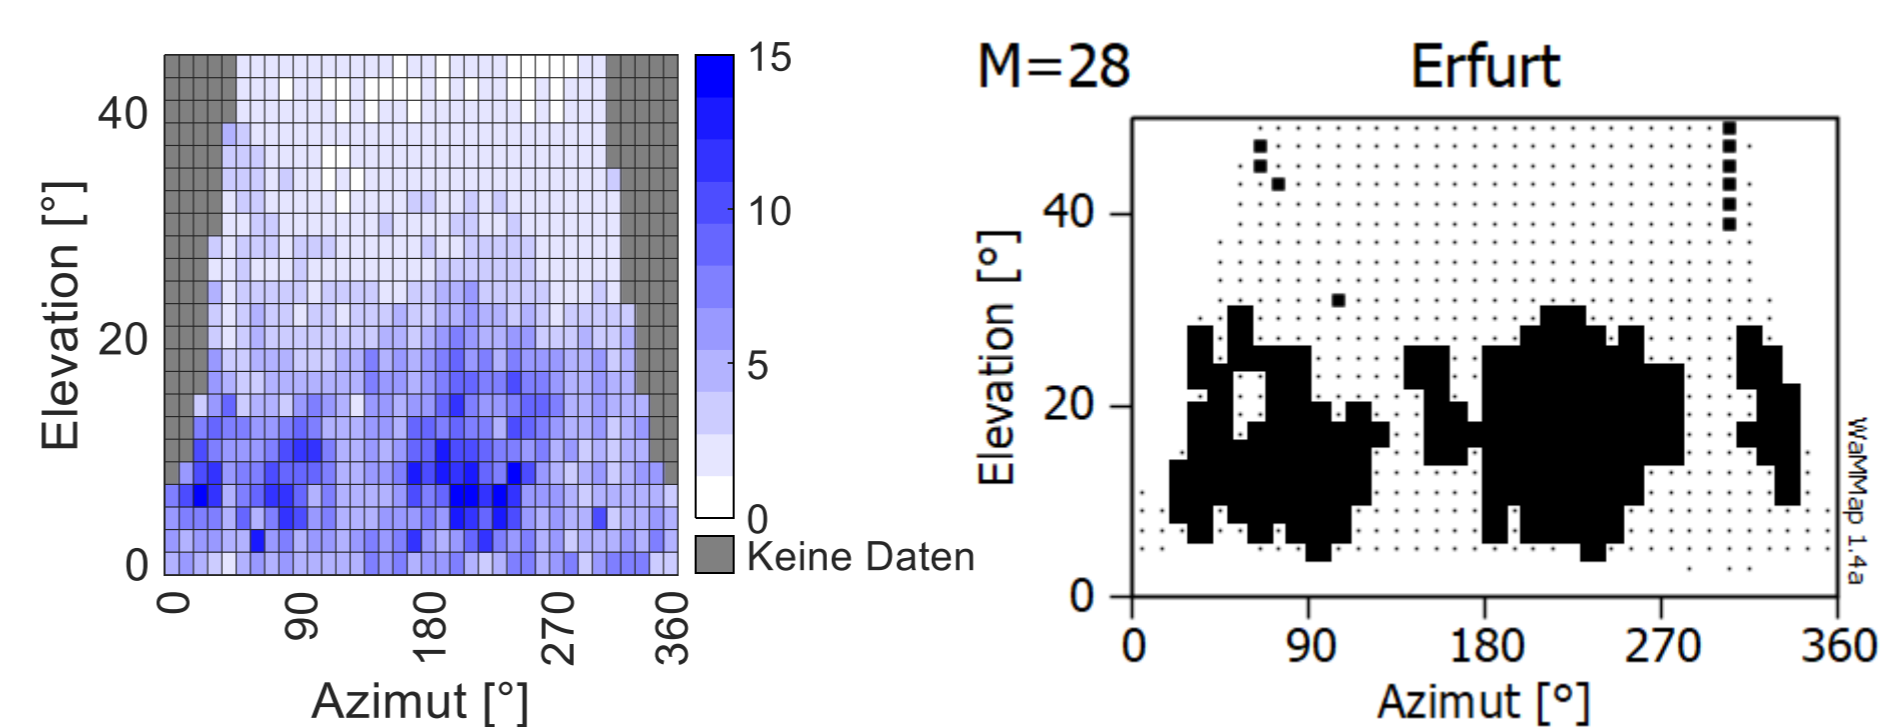 15
10
5
0
Keine Daten
40
20
0
Elevation [°]
0
90
180
270
360
Azimut [°]
M=28
Erfurt
40
20
0
Elevation [°]
0
90
180
270
360
Azimut [°]
WaMMap 1.4a